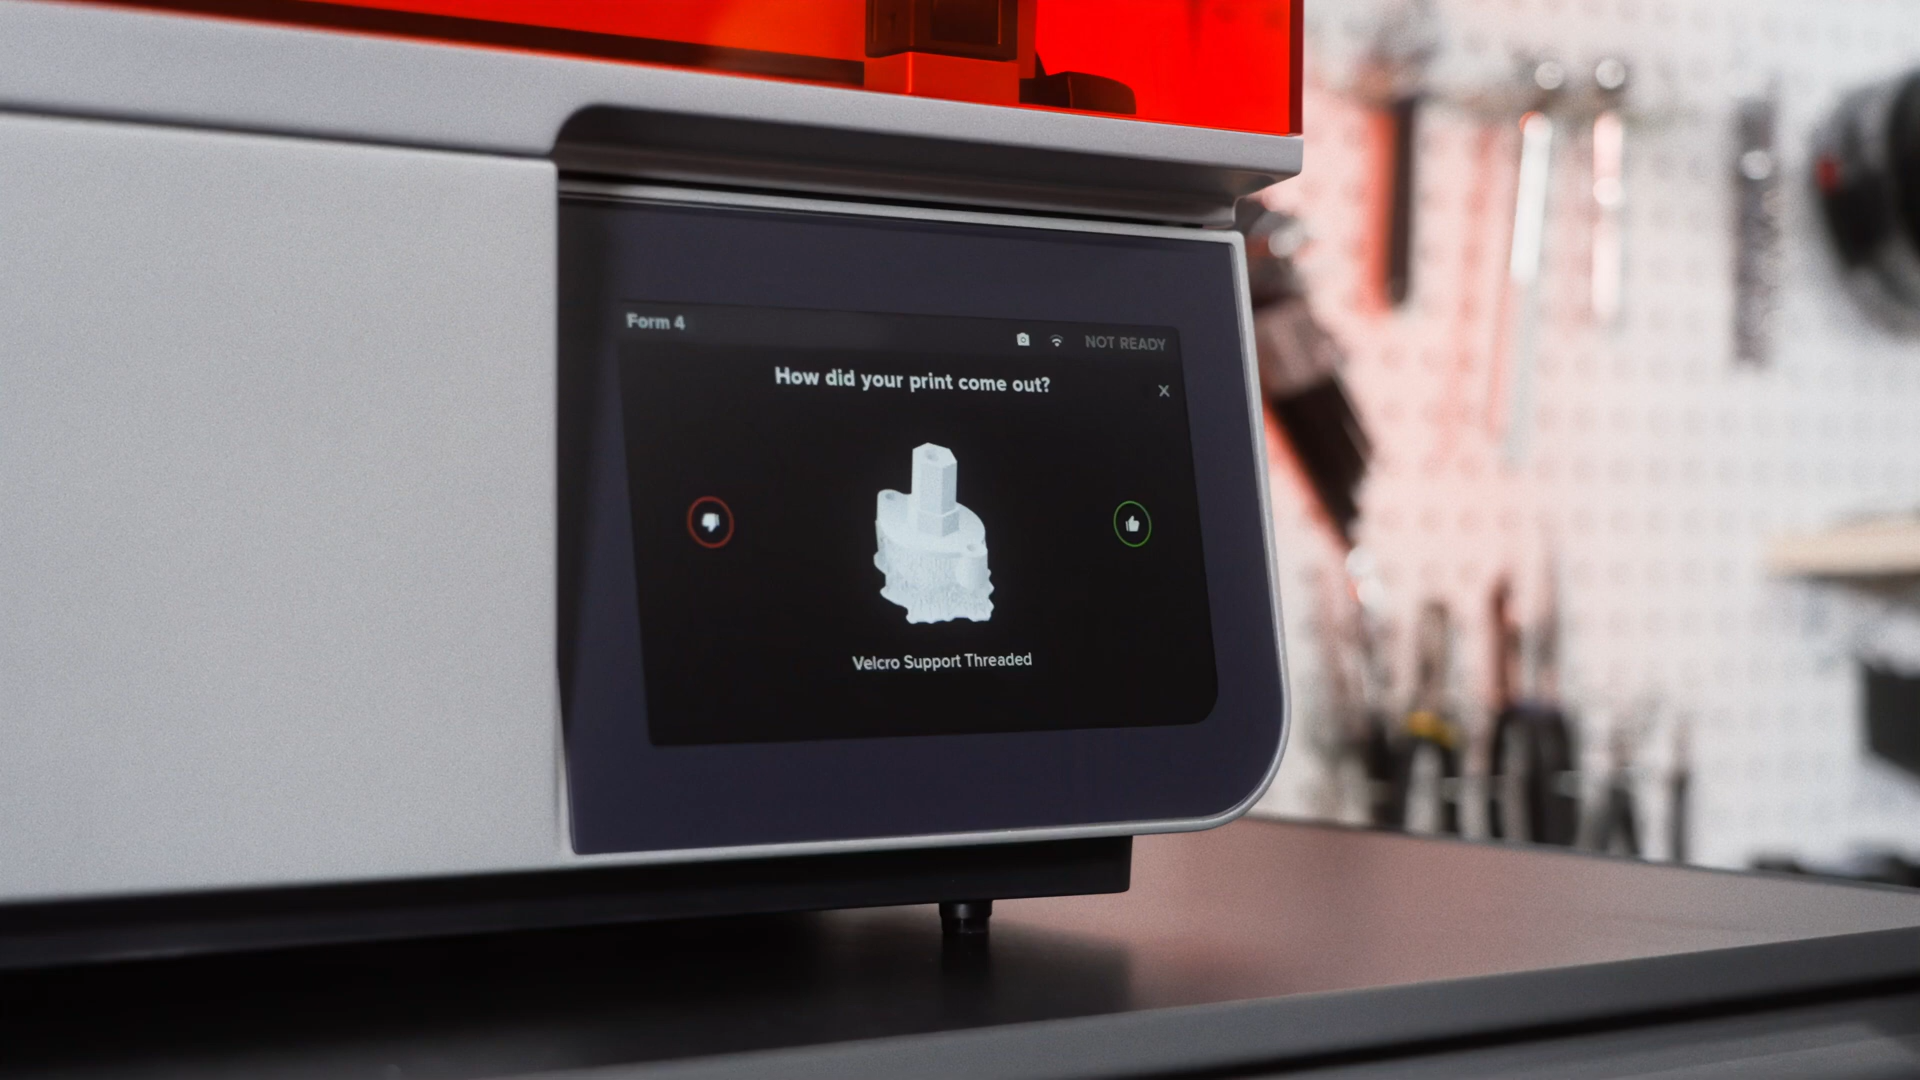 Form 4
NOT READY
How did your print come out?
Velcro Support Threaded